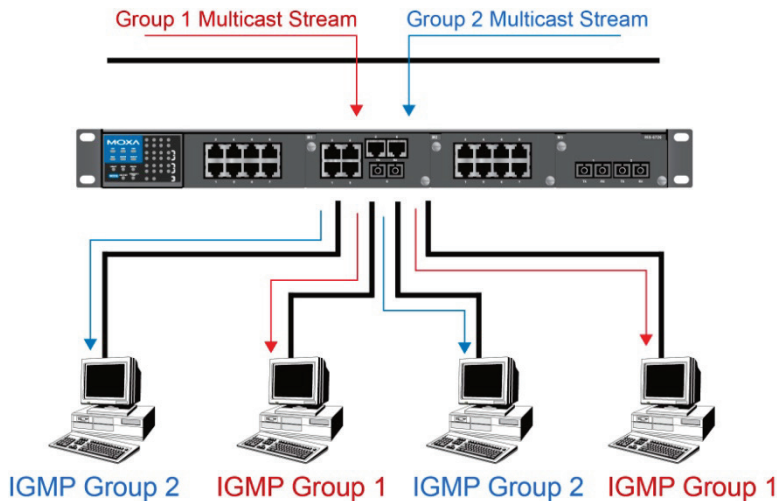 Group 1 Multicast Stream
Group 2 Multicast Stream
MOXA
IGMP Group 2
IGMP Group 1
IGMP Group 2
IGMP Group 1